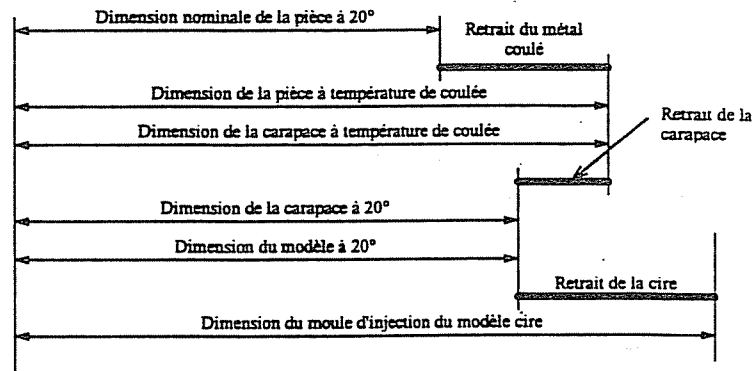 Dimension nominale de la pièce à 20°
Retrait du métal
coulé
Dimension de la pièce à température de coulée
Dimension de la carapace à température de coulée
Retrait de la
carapace
Dimension de la carapace à 20°
Dimension du modèle à 20°
Retrait de la cire
Dimension du moule d'injection du modèle cire